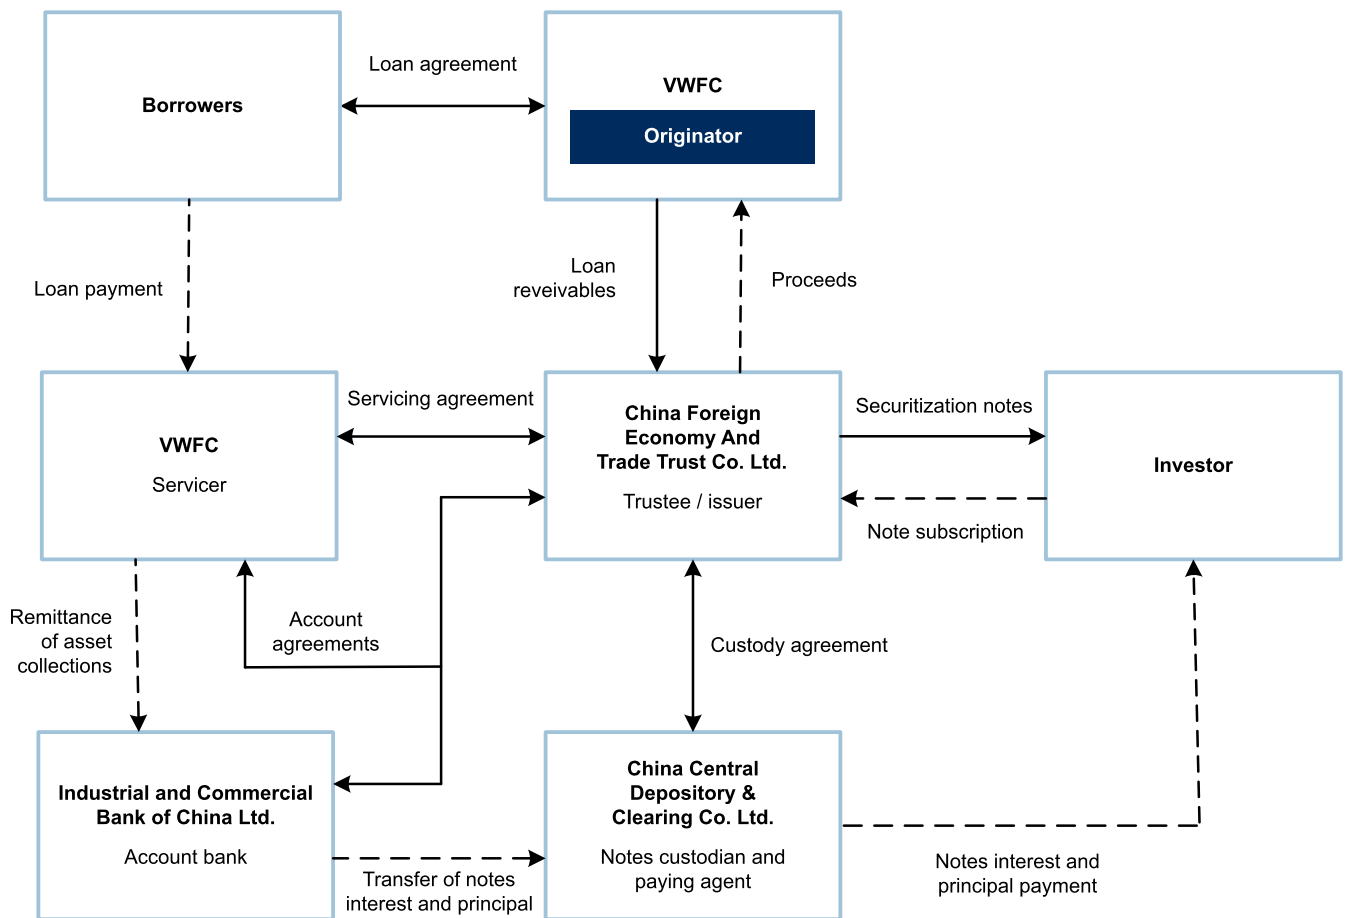 Loan agreement
Borrowers
VWFC
Originator
Loan payment
Loan
reveivables
Proceeds
VWFC
Servicer
Servicing agreement
China Foreign
Economy And
Trade Trust Co. Ltd.
Trustee / issuer
Securitization notes
Note subscription
Investor
Remittance
of asset
collections
Account
agreements
Custody agreement
Industrial and Commercial
Bank of China Ltd.
Account bank
Transfer of notes
interest and principal
China Central
Depository &
Clearing Co. Ltd.
Notes custodian and
paying agent
Notes interest and
principal payment